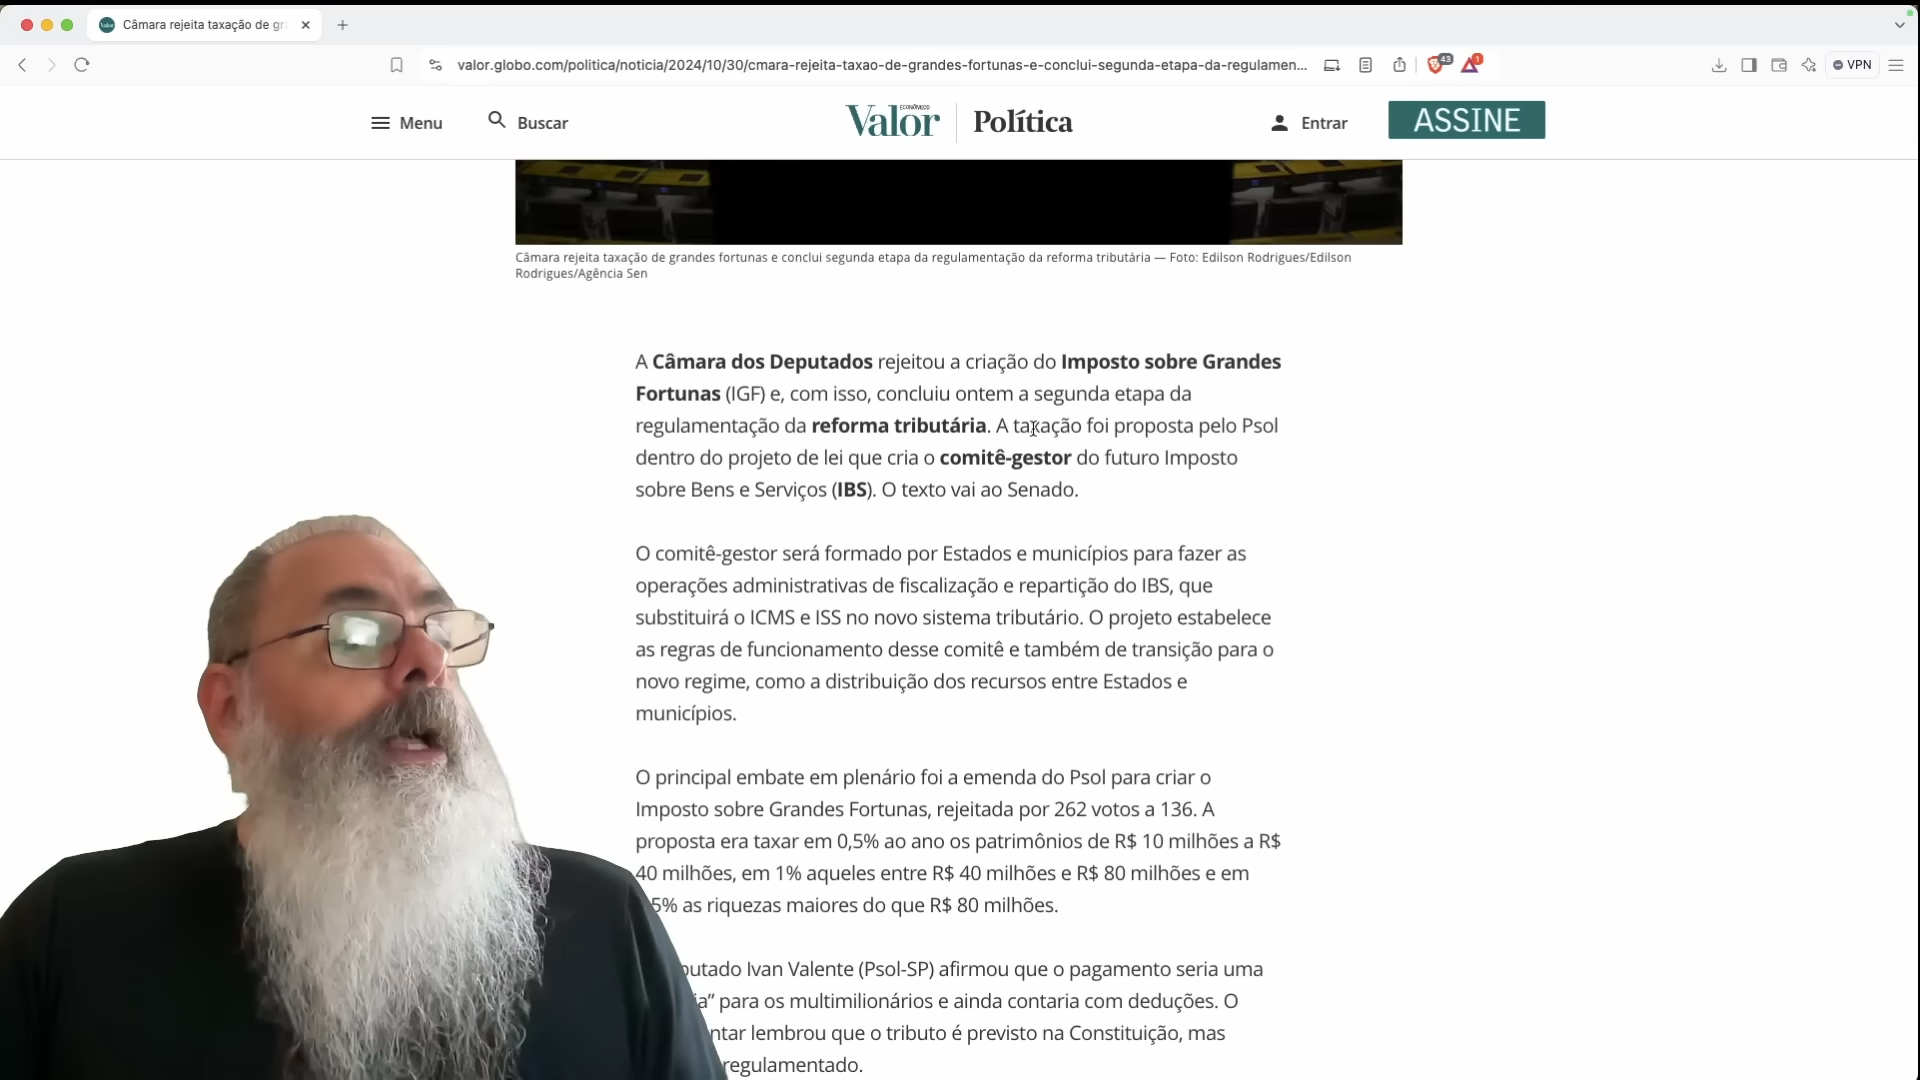 Câmara rejeita taxação de gr
valor.globo.com/politica/noticia/2024/10/30/cmara-rejeita-taxao-de-grandes-fortunas-e-conclui-segunda-etapa-da-regulamen...
43
1
VPN
Menu
Buscar
Valor
ECONÔMICO
Política
Entrar
ASSINE
Câmara rejeita taxação de grandes fortunas e conclui segunda etapa da regulamentação da reforma tributária — Foto: Edilson Rodrigues/Edilson
Rodrigues/Agência Sen
A Câmara dos Deputados rejeitou a criação do Imposto sobre Grandes
Fortunas (IGF) e, com isso, concluiu ontem a segunda etapa da
regulamentação da reforma tributária. A taxação foi proposta pelo Psol
dentro do projeto de lei que cria o comitê-gestor do futuro Imposto
sobre Bens e Serviços (IBS). O texto vai ao Senado.
O comitê-gestor será formado por Estados e municípios para fazer as
operações administrativas de fiscalização e repartição do IBS, que
substituirá o ICMS e ISS no novo sistema tributário. O projeto estabelece
as regras de funcionamento desse comitê e também de transição para o
novo regime, como a distribuição dos recursos entre Estados e
municípios.
O principal embate em plenário foi a emenda do Psol para criar o
Imposto sobre Grandes Fortunas, rejeitada por 262 votos a 136. A
proposta era taxar em 0,5% ao ano os patrimônios de R$ 10 milhões a R$
40 milhões, em 1% aqueles entre R$ 40 milhões e R$ 80 milhões e em
5% as riquezas maiores do que R$ 80 milhões.
putado Ivan Valente (Psol-SP) afirmou que o pagamento seria uma
ia” para os multimilionários e ainda contaria com deduções. O
ntar lembrou que o tributo é previsto na Constituição, mas
regulamentado.